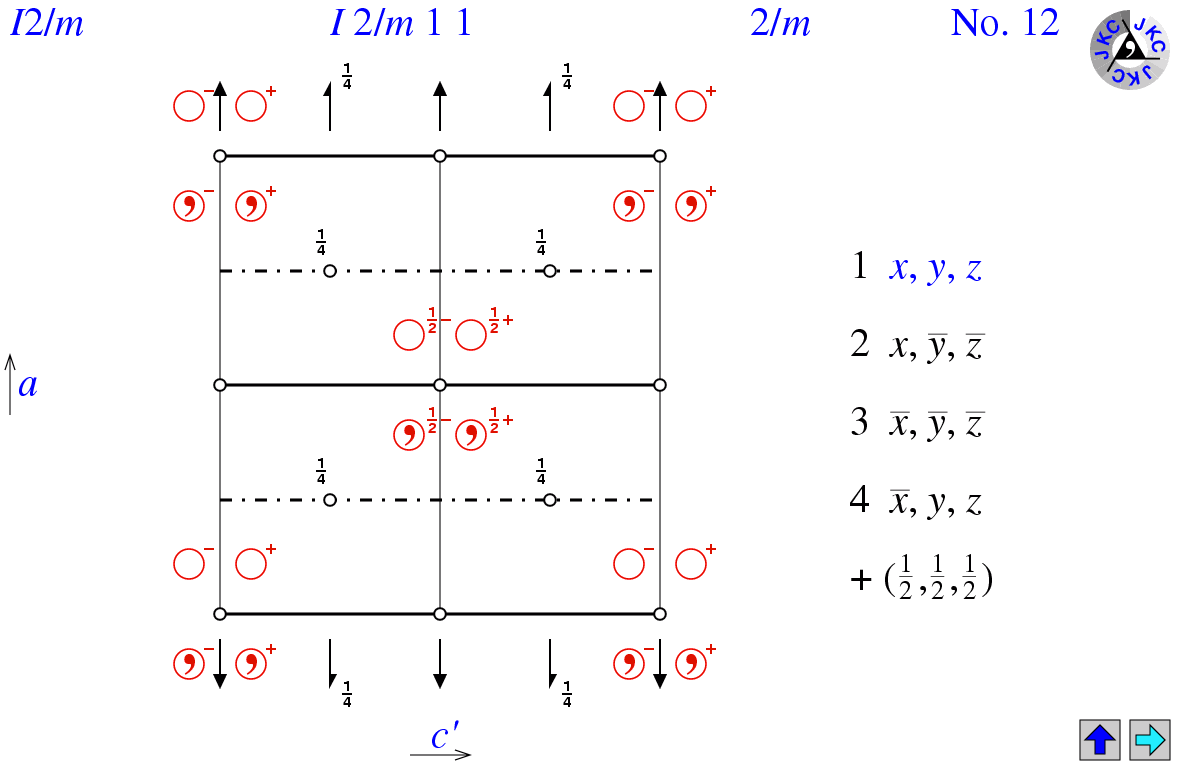 I2/m I 2/m 1 1 2/m No. 12
JKC JKC JKC
1/4 1/4
− + − +
− + − +
1/4 1/4
1/2− 1/2+
a
1/2− 1/2+
1/4 1/4
− + − +
− + − +
1/4 1/4
c′
1 x, y, z
2 x, y̅, z̅
3 x̅, y̅, z̅
4 x̅, y, z
+ (1/2, 1/2, 1/2)